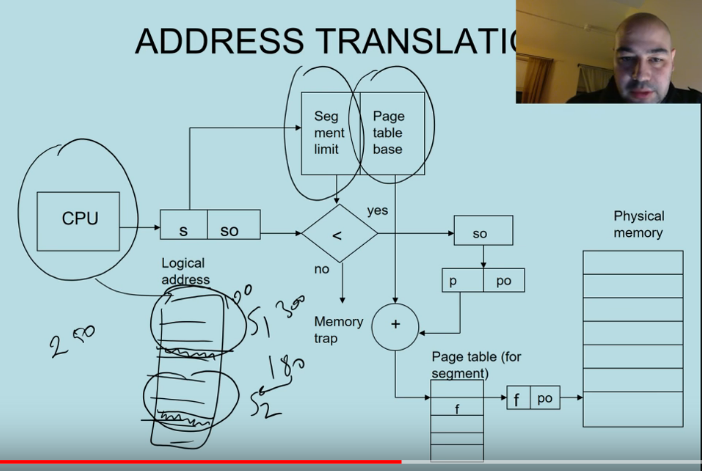 ADDRESS TRANSLATIO
Seg
ment
limit
Page
table
base
CPU
s so
<
yes
no
so
p po
Logical
address
Memory
trap
+
Page table (for
segment)
f
f po
Physical
memory
S1
300
200
180
S2